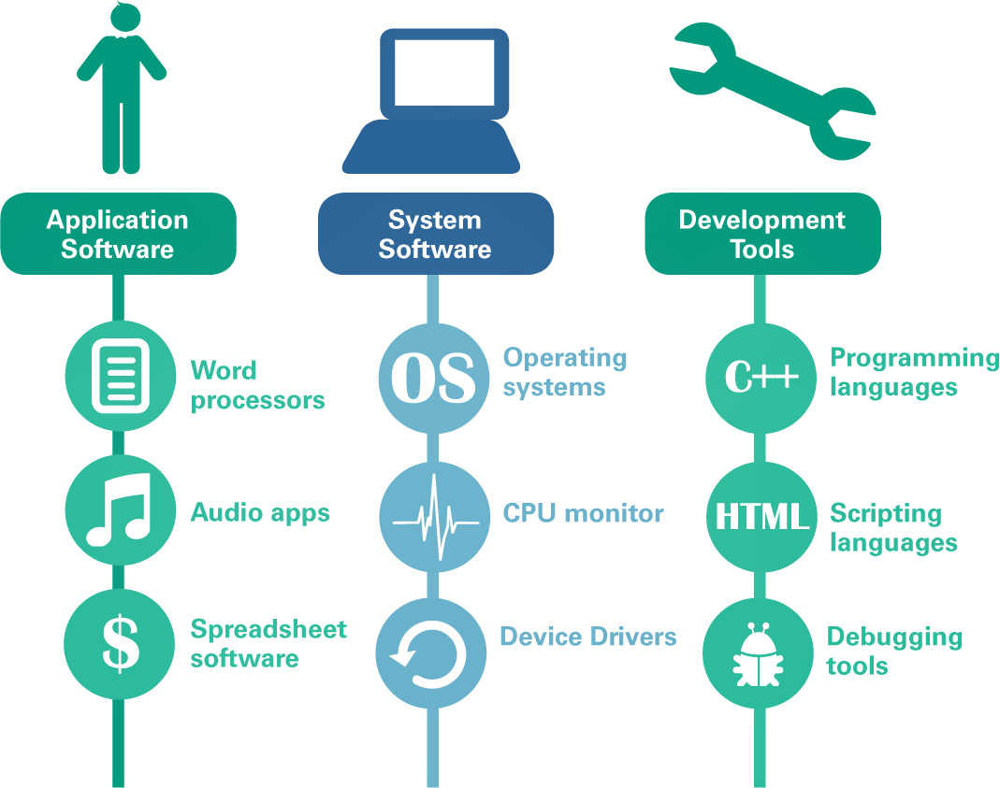 Application
Software
System
Software
Development
Tools
Word
processors
Audio apps
$
Spreadsheet
software
OS
Operating
systems
CPU monitor
Device Drivers
C++
Programming
languages
HTML
Scripting
languages
Debugging
tools